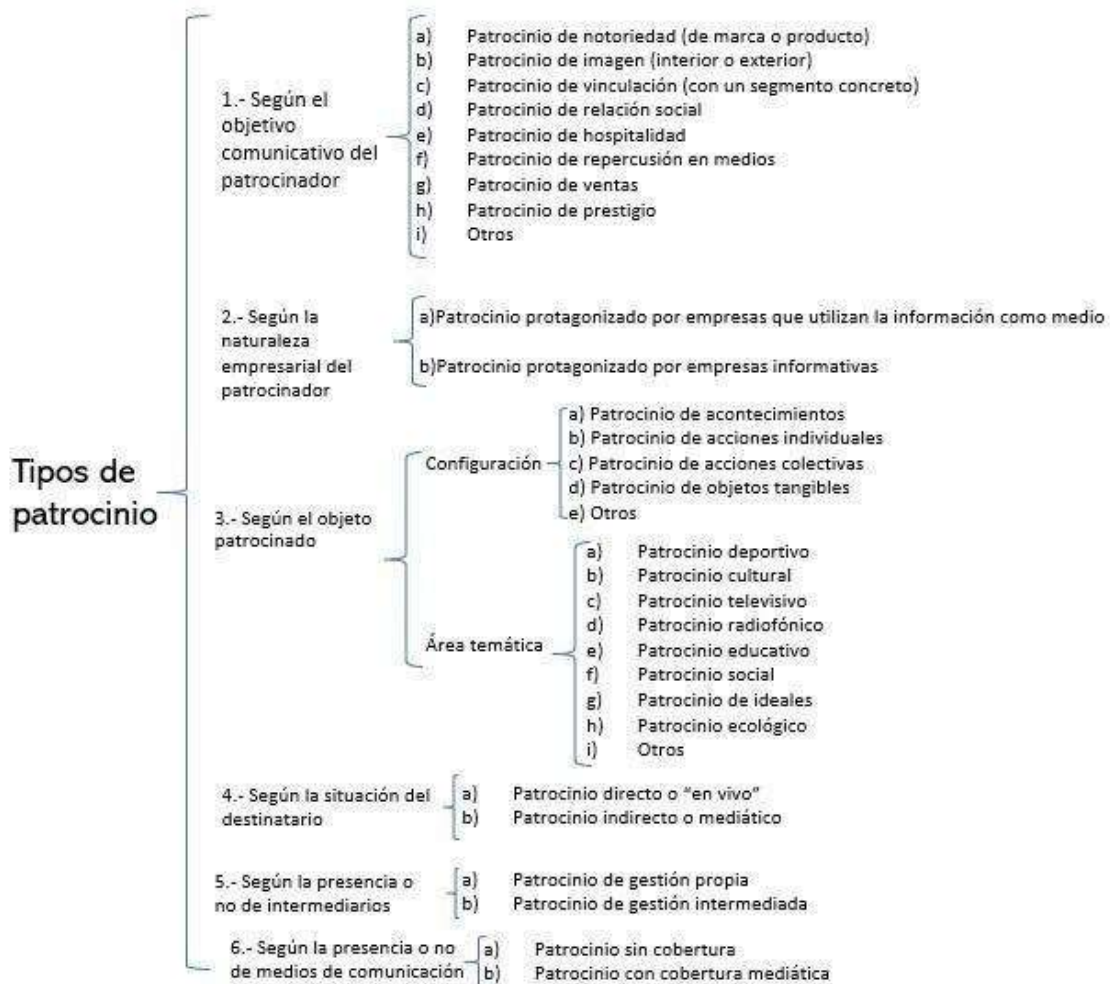 Tipos de
patrocinio
1.- Según el
objetivo
comunicativo del
patrocinador
a) Patrocinio de notoriedad (de marca o producto)
b) Patrocinio de imagen (interior o exterior)
c) Patrocinio de vinculación (con un segmento concreto)
d) Patrocinio de relación social
e) Patrocinio de hospitalidad
f) Patrocinio de repercusión en medios
g) Patrocinio de ventas
h) Patrocinio de prestigio
i) Otros
2.- Según la
naturaleza
empresarial del
patrocinador
a)Patrocinio protagonizado por empresas que utilizan la información como medio
b)Patrocinio protagonizado por empresas informativas
3.- Según el objeto
patrocinado
Configuración
a) Patrocinio de acontecimientos
b) Patrocinio de acciones individuales
c) Patrocinio de acciones colectivas
d) Patrocinio de objetos tangibles
e) Otros
Área temática
a) Patrocinio deportivo
b) Patrocinio cultural
c) Patrocinio televisivo
d) Patrocinio radiofónico
e) Patrocinio educativo
f) Patrocinio social
g) Patrocinio de ideales
h) Patrocinio ecológico
i) Otros
4.- Según la situación del
destinatario
a) Patrocinio directo o "en vivo"
b) Patrocinio indirecto o mediático
5.- Según la presencia o
no de intermediarios
a) Patrocinio de gestión propia
b) Patrocinio de gestión intermediada
6.- Según la presencia o no
de medios de comunicación
a) Patrocinio sin cobertura
b) Patrocinio con cobertura mediática